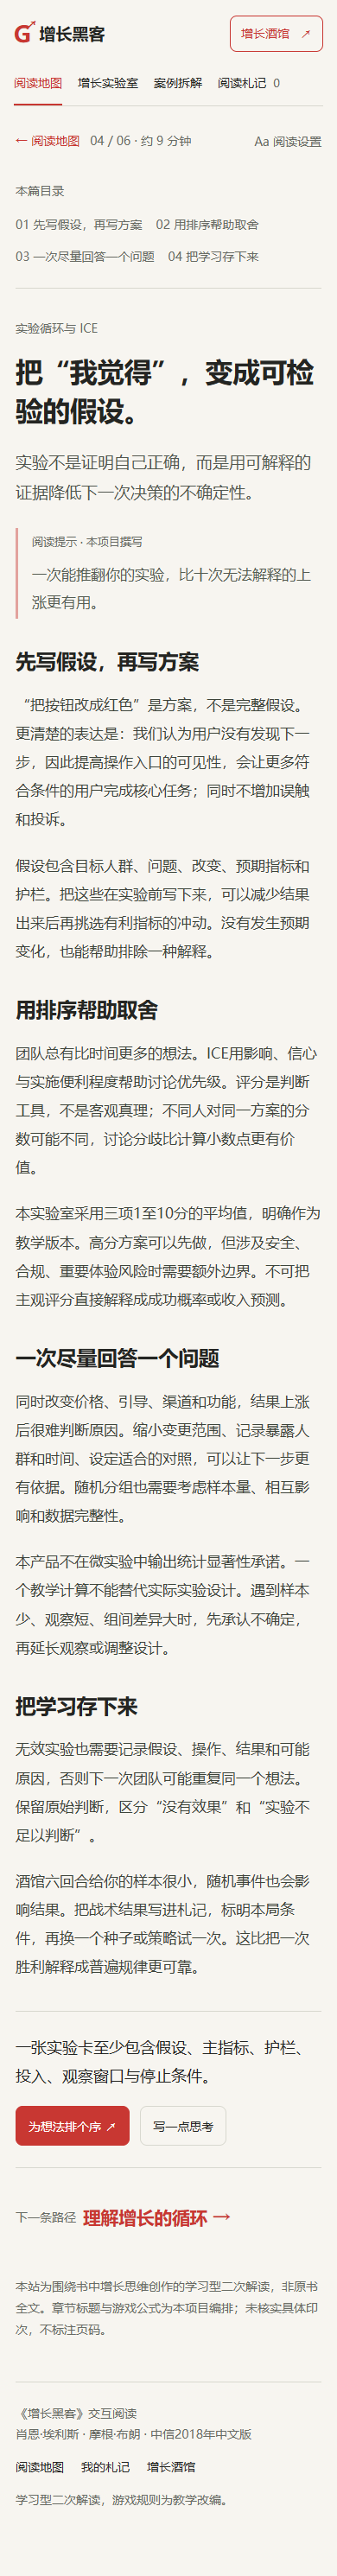 G↗ 增长黑客
增长酒馆 ↗
阅读地图 增长实验室 案例拆解 阅读札记 0
← 阅读地图 04 / 06 · 约 9 分钟
Aa 阅读设置
本篇目录
01 先写假设，再写方案 02 用排序帮助取舍
03 一次尽量回答一个问题 04 把学习存下来
实验循环与 ICE
把“我觉得”，变成可检
验的假设。
实验不是证明自己正确，而是用可解释的
证据降低下一次决策的不确定性。
阅读提示 · 本项目撰写
一次能推翻你的实验，比十次无法解释的上
涨更有用。
先写假设，再写方案
“把按钮改成红色”是方案，不是完整假设。
更清楚的表达是：我们认为用户没有发现下一
步，因此提高操作入口的可见性，会让更多符
合条件的用户完成核心任务；同时不增加误触
和投诉。
假设包含目标人群、问题、改变、预期指标和
护栏。把这些在实验前写下来，可以减少结果
出来后再挑选有利指标的冲动。没有发生预期
变化，也能帮助排除一种解释。
用排序帮助取舍
团队总有比时间更多的想法。ICE用影响、信心
与实施便利程度帮助讨论优先级。评分是判断
工具，不是客观真理；不同人对同一方案的分
数可能不同，讨论分歧比计算小数点更有价
值。
本实验室采用三项1至10分的平均值，明确作为
教学版本。高分方案可以先做，但涉及安全、
合规、重要体验风险时需要额外边界。不可把
主观评分直接解释成成功概率或收入预测。
一次尽量回答一个问题
同时改变价格、引导、渠道和功能，结果上涨
后很难判断原因。缩小变更范围、记录暴露人
群和时间、设定适合的对照，可以让下一步更
有依据。随机分组也需要考虑样本量、相互影
响和数据完整性。
本产品不在微实验中输出统计显著性承诺。一
个教学计算不能替代实际实验设计。遇到样本
少、观察短、组间差异大时，先承认不确定，
再延长观察或调整设计。
把学习存下来
无效实验也需要记录假设、操作、结果和可能
原因，否则下一次团队可能重复同一个想法。
保留原始判断，区分“没有效果”和“实验不
足以判断”。
酒馆六回合给你的样本很小，随机事件也会影
响结果。把战术结果写进札记，标明本局条
件，再换一个种子或策略试一次。这比把一次
胜利解释成普遍规律更可靠。
一张实验卡至少包含假设、主指标、护栏、
投入、观察窗口与停止条件。
为想法排个序 ↗ 写一点思考
下一条路径 理解增长的循环 →
本站为围绕书中增长思维创作的学习型二次解读，非原书
全文。章节标题与游戏公式为本项目编排；未核实具体印
次，不标注页码。
《增长黑客》交互阅读
肖恩·埃利斯 · 摩根·布朗 · 中信2018年中文版
阅读地图 我的札记 增长酒馆
学习型二次解读，游戏规则为教学改编。